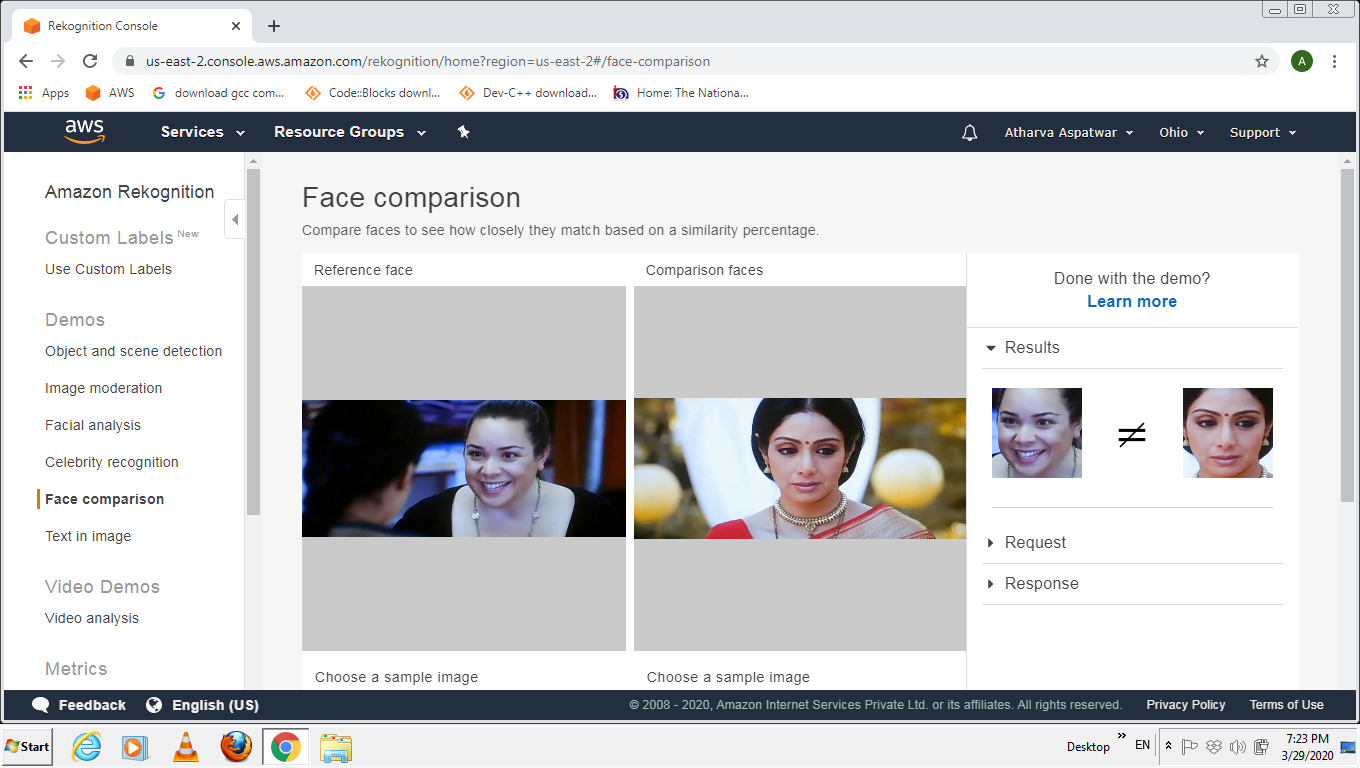 Rekognition Console
us-east-2.console.aws.amazon.com/rekognition/home?region=us-east-2#/face-comparison
A
Apps
AWS
download gcc com...
Code::Blocks downl...
Dev-C++ download...
Home: The Nationa...
aws
Services
Resource Groups
Atharva Aspatwar
Ohio
Support
Amazon Rekognition
Custom Labels New
Use Custom Labels
Demos
Object and scene detection
Image moderation
Facial analysis
Celebrity recognition
Face comparison
Text in image
Video Demos
Video analysis
Metrics
Face comparison
Compare faces to see how closely they match based on a similarity percentage.
Reference face
Comparison faces
Choose a sample image
Choose a sample image
Done with the demo?
Learn more
Results
≠
Request
Response
Feedback
English (US)
© 2008 - 2020, Amazon Internet Services Private Ltd. or its affiliates. All rights reserved.
Privacy Policy
Terms of Use
Start
Desktop
EN
7:23 PM
3/29/2020